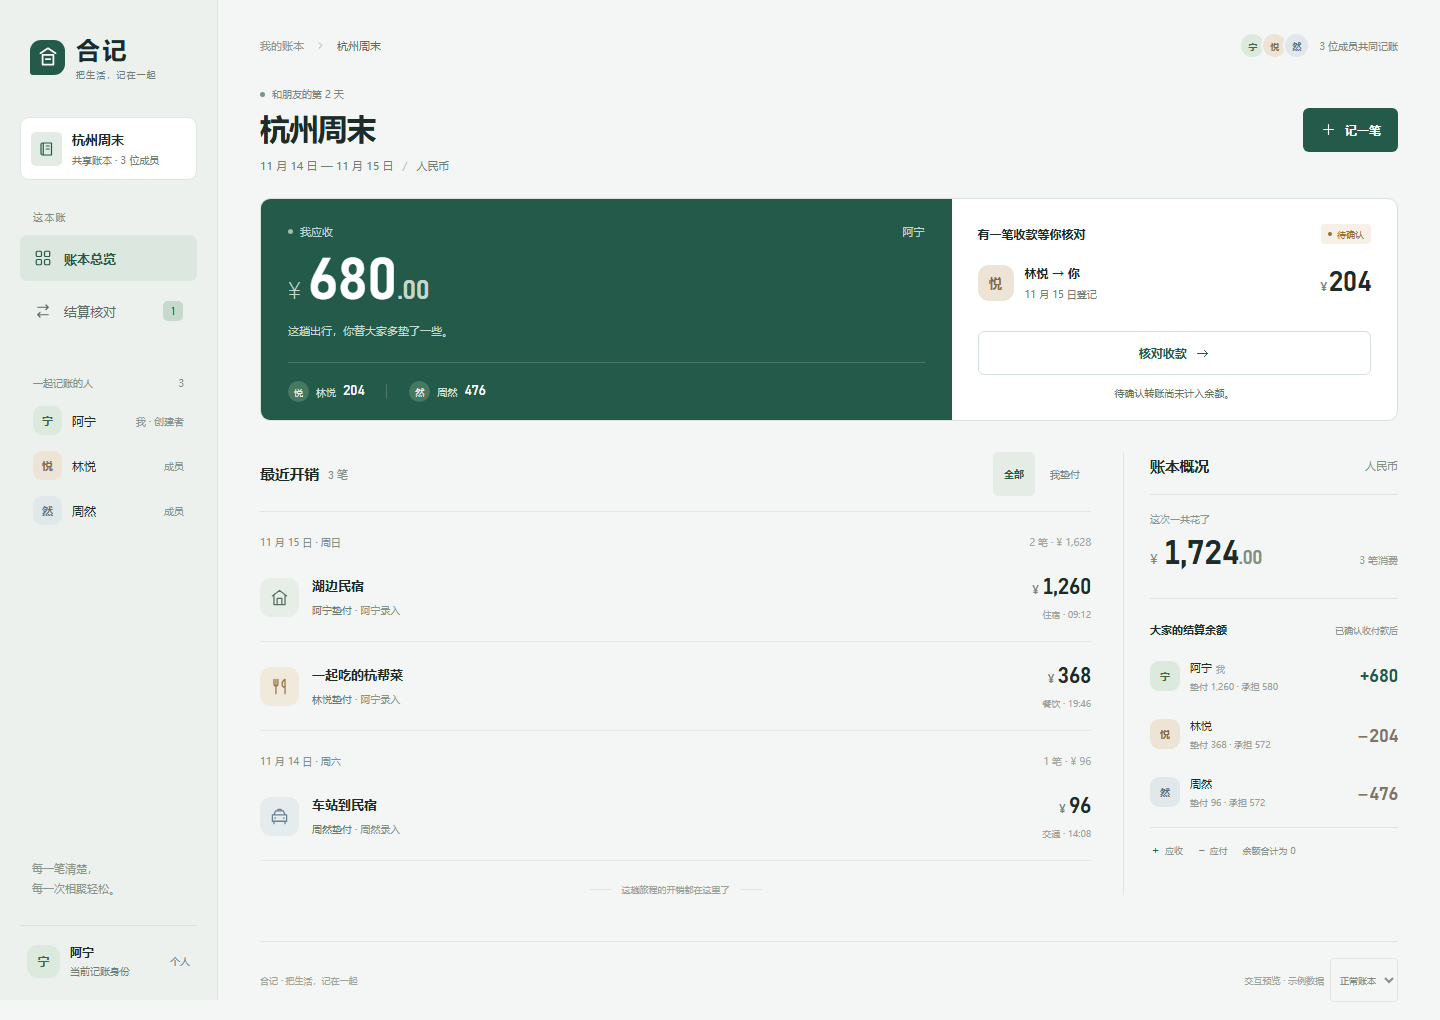 合记
把生活，记在一起
杭州周末
共享账本 · 3 位成员
这本账
账本总览
结算核对 1
一起记账的人 3
宁 阿宁 我 · 创建者
悦 林悦 成员
然 周然 成员
每一笔清楚，
每一次相聚轻松。
宁 阿宁 个人
当前记账身份
我的账本 > 杭州周末
宁 悦 然 3 位成员共同记账
和朋友的第 2 天
杭州周末
11 月 14 日 — 11 月 15 日 / 人民币
+ 记一笔
我应收 阿宁
¥ 680.00
这趟出行，你替大家多垫了一些。
悦 林悦 204 然 周然 476
有一笔收款等你核对 待确认
悦 林悦 → 你 ¥204
11 月 15 日登记
核对收款 →
待确认转账尚未计入余额。
最近开销 3 笔 全部 我垫付
11 月 15 日 · 周日 2 笔 · ¥ 1,628
湖边民宿 ¥ 1,260
阿宁垫付 · 阿宁录入 住宿 · 09:12
一起吃的杭帮菜 ¥ 368
林悦垫付 · 阿宁录入 餐饮 · 19:46
11 月 14 日 · 周六 1 笔 · ¥ 96
车站到民宿 ¥ 96
周然垫付 · 周然录入 交通 · 14:08
这趟旅程的开销都在这里了
账本概况 人民币
这次一共花了
¥ 1,724.00 3 笔消费
大家的结算余额 已确认收付款后
宁 阿宁 我 +680
垫付 1,260 · 承担 580
悦 林悦 −204
垫付 368 · 承担 572
然 周然 −476
垫付 96 · 承担 572
+ 应收 − 应付 余额合计为 0
合记 · 把生活，记在一起
交互预览 · 示例数据 正常账本